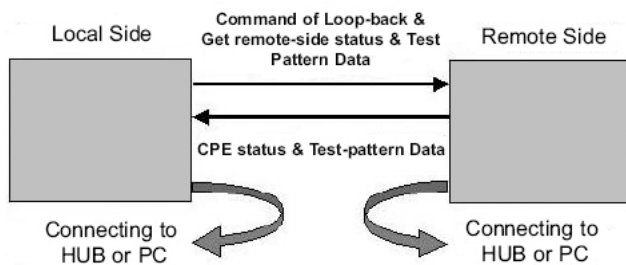 Command of Loop-back &
Get remote-side status & Test
Pattern Data
Local Side
Remote Side
CPE status & Test-pattern Data
Connecting to
HUB or PC
Connecting to
HUB or PC